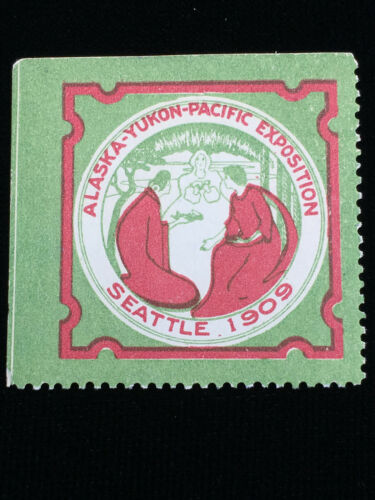 ALASKA-YUKON-PACIFIC EXPOSITION
SEATTLE 1909